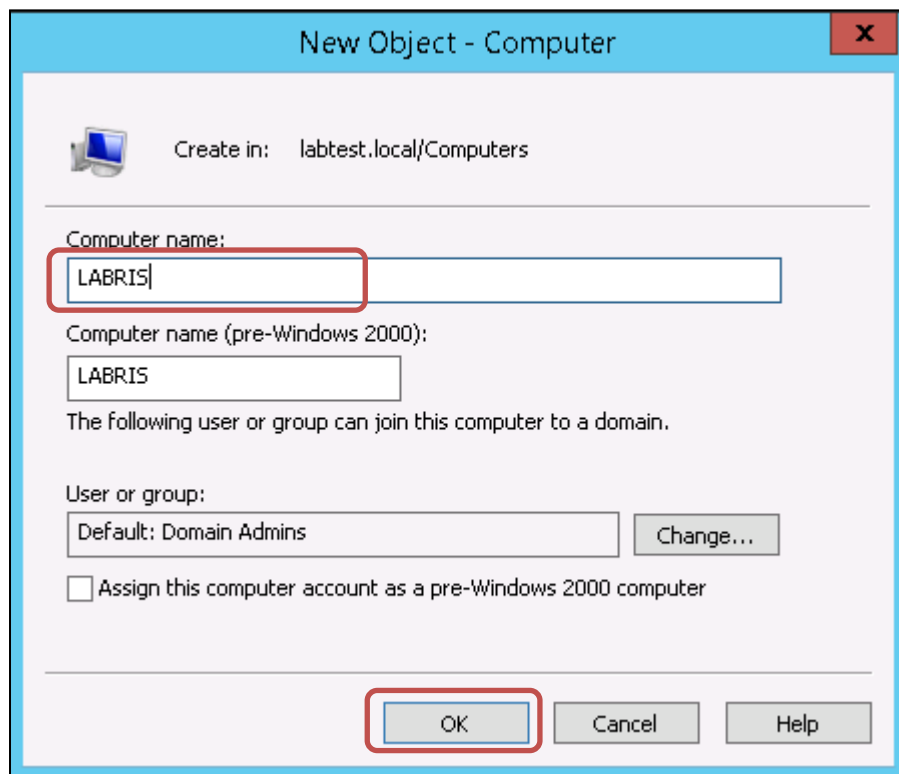 New Object - Computer
x
Create in: labtest.local/Computers
Computer name:
LABRIS
Computer name (pre-Windows 2000):
LABRIS
The following user or group can join this computer to a domain.
User or group:
Default: Domain Admins
Change...
Assign this computer account as a pre-Windows 2000 computer
OK Cancel Help